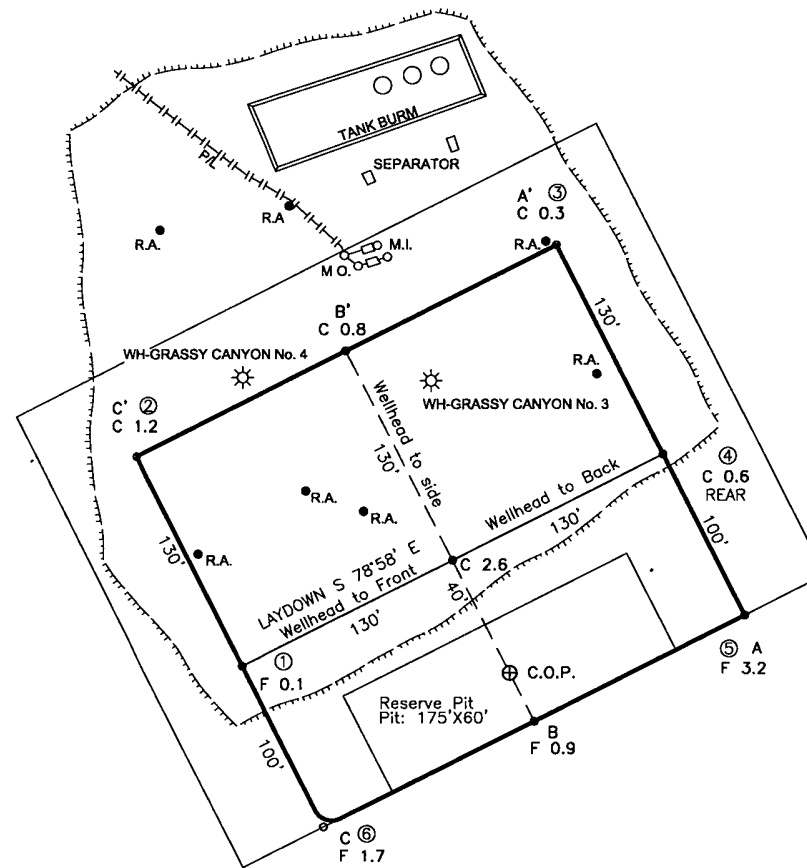 TANK BURM
P/L
SEPARATOR
A' ③
C 0.3
R.A
R.A.
R.A.
M.I.
M O.
B'
C 0.8
130'
WH-GRASSY CANYON No. 4
R.A.
WH-GRASSY CANYON No. 3
C' ②
C 1.2
Wellhead to side
130'
④
C 0.6
REAR
R.A.
R.A.
Wellhead to Back
130'
130'
R.A.
100'
LAYDOWN S 78°58' E
Wellhead to Front
130'
C 2.6
40'
①
F 0.1
⑤ A
F 3.2
C.O.P.
Reserve Pit
Pit: 175'X60'
100'
B
F 0.9
C ⑥
F 1.7